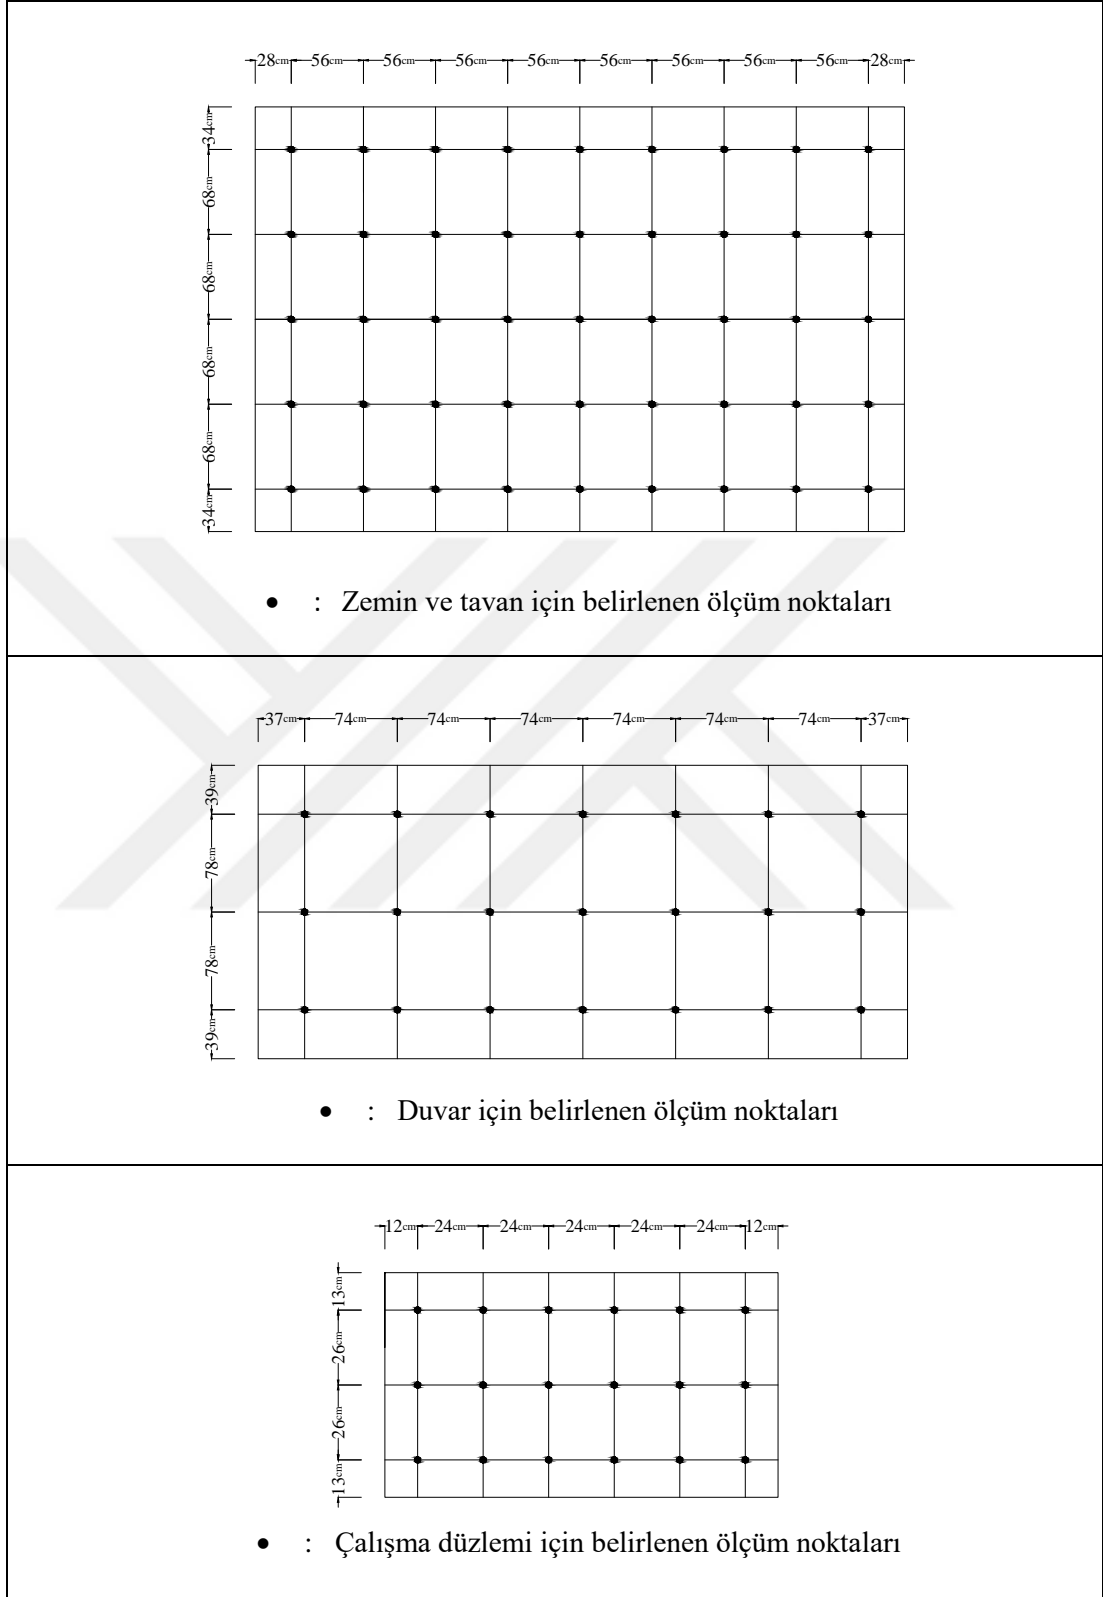 28cm 56cm 56cm 56cm 56cm 56cm 56cm 56cm 56cm 28cm
34cm
68cm
68cm
68cm
68cm
34cm
• : Zemin ve tavan için belirlenen ölçüm noktaları
37cm 74cm 74cm 74cm 74cm 74cm 74cm 37cm
39cm
78cm
78cm
39cm
• : Duvar için belirlenen ölçüm noktaları
12cm 24cm 24cm 24cm 24cm 24cm 12cm
13cm
26cm
26cm
13cm
• : Çalışma düzlemi için belirlenen ölçüm noktaları